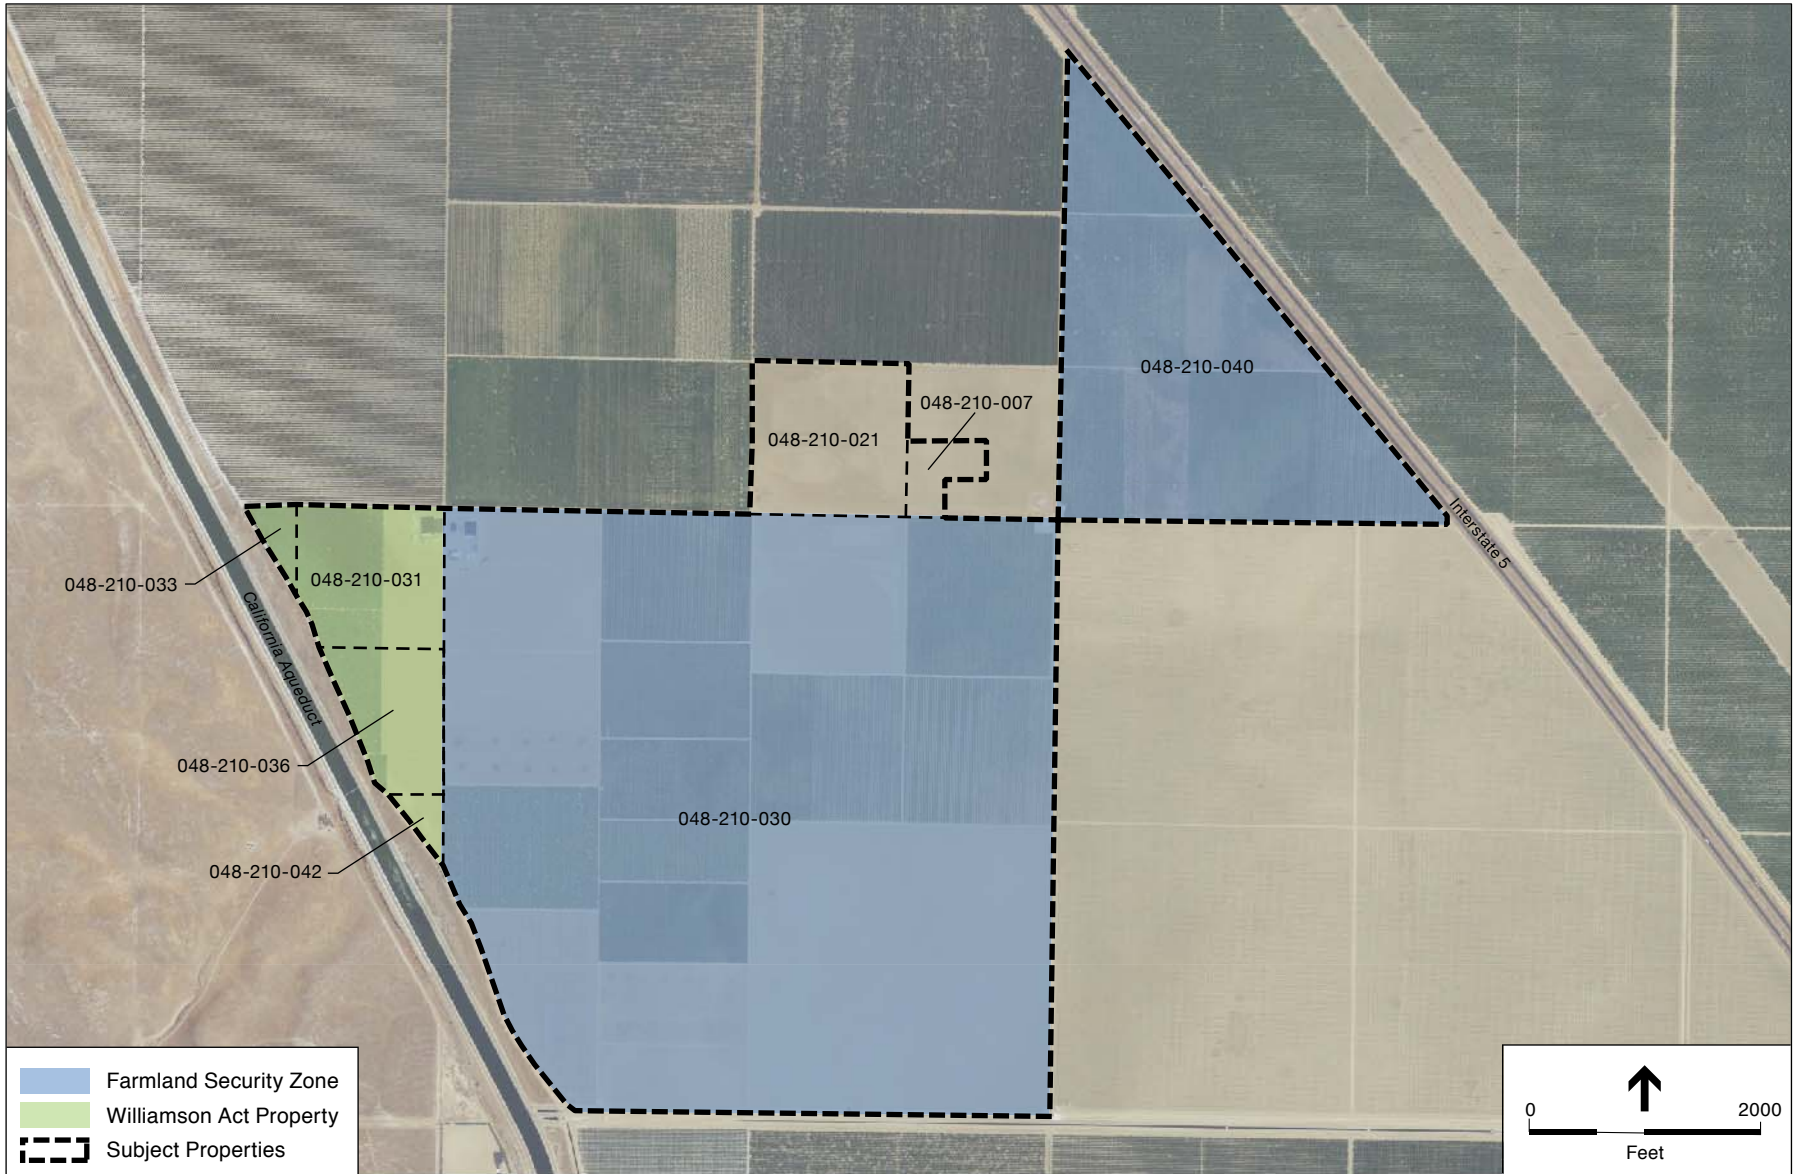 048-210-040
048-210-007
048-210-021
Interstate 5
048-210-033
048-210-031
California Aqueduct
048-210-036
048-210-030
048-210-042
Farmland Security Zone
Williamson Act Property
Subject Properties
0 2000
Feet